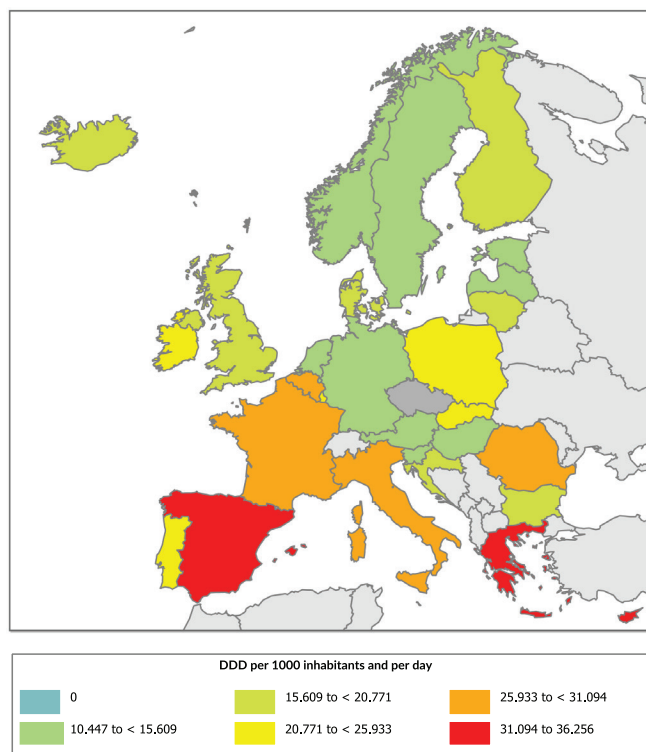 DDD per 1000 inhabitants and per day
0
15.609 to < 20.771
25.933 to < 31.094
10.447 to < 15.609
20.771 to < 25.933
31.094 to 36.256